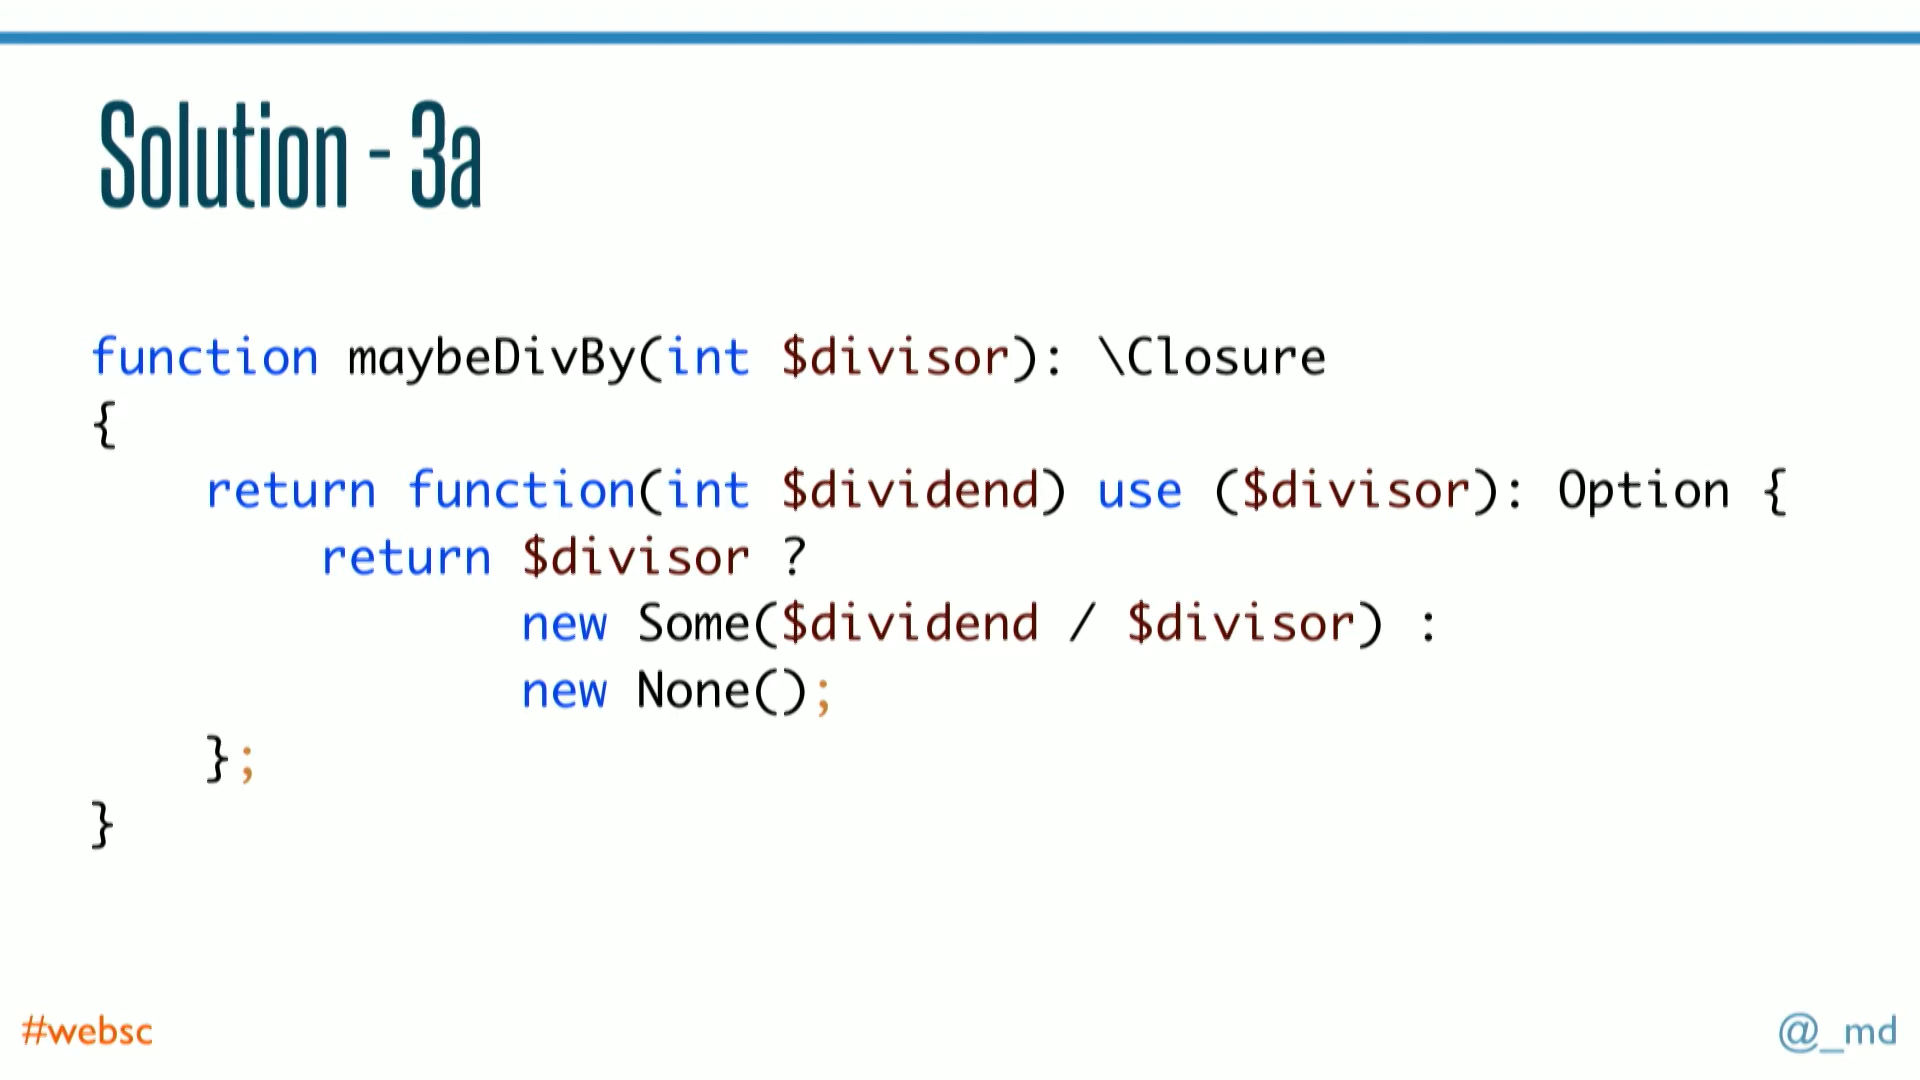 Solution - 3a
function maybeDivBy(int $divisor): \Closure
{
    return function(int $dividend) use ($divisor): Option {
        return $divisor ?
               new Some($dividend / $divisor) :
               new None();
    };
}
#websc
@_md